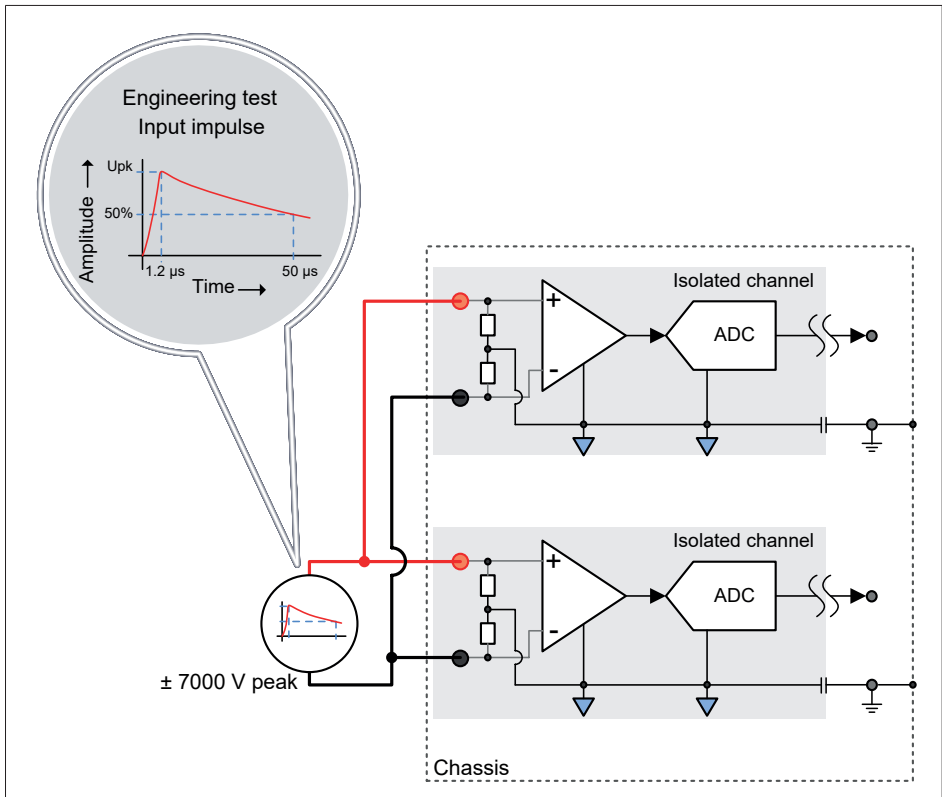 Engineering test
Input impulse
Upk
Amplitude
50%
1.2 µs
50 µs
Time
Isolated channel
+
-
ADC
Isolated channel
+
-
ADC
± 7000 V peak
Chassis